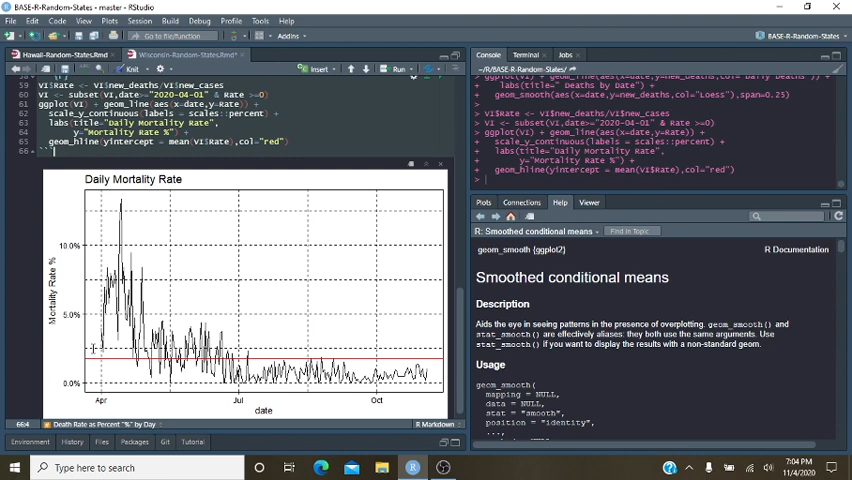 BASE-R-Random-States - master - RStudio
File Edit Code View Plots Session Build Debug Profile Tools Help
Go to file/function
Addins
BASE-R-Random-States
Hawaii-Random-States.Rmd
Wisconsin-Random-States.Rmd*
Knit
Insert
Run
59 VI$Rate <- VI$new_deaths/VI$new_cases
60 VI <- subset(VI,date>="2020-04-01" & Rate >=0)
61 ggplot(VI) + geom_line(aes(x=date,y=Rate)) +
62 scale_y_continuous(labels = scales::percent) +
63 labs(title="Daily Mortality Rate",
64 y="Mortality Rate %") +
65 geom_hline(yintercept = mean(VI$Rate),col="red")
66 ```
Daily Mortality Rate
Mortality Rate %
10.0%
5.0%
0.0%
Apr
Jul
Oct
date
66:4
Death Rate as Percent "%" by Day
R Markdown
Environment History Files Packages Git Tutorial
Console Terminal Jobs
~/R/BASE-R-Random-States/
+ labs(title=" Deaths by Date")+
+ geom_smooth(aes(x=date,y=new_deaths,col="Loess"),span=0.25)
> VI$Rate <- VI$new_deaths/VI$new_cases
> VI <- subset(VI,date>="2020-04-01" & Rate >=0)
> ggplot(VI) + geom_line(aes(x=date,y=Rate)) +
+ scale_y_continuous(labels = scales::percent) +
+ labs(title="Daily Mortality Rate",
+ y="Mortality Rate %") +
+ geom_hline(yintercept = mean(VI$Rate),col="red")
>
Plots Connections Help Viewer
R: Smoothed conditional means
Find in Topic
geom_smooth {ggplot2}
R Documentation
Smoothed conditional means
Description
Aids the eye in seeing patterns in the presence of overplotting. geom_smooth() and
stat_smooth() are effectively aliases: they both use the same arguments. Use
stat_smooth() if you want to display the results with a non-standard geom.
Usage
geom_smooth(
mapping = NULL,
data = NULL,
stat = "smooth",
position = "identity",
...,
Type here to search
7:04 PM
11/4/2020